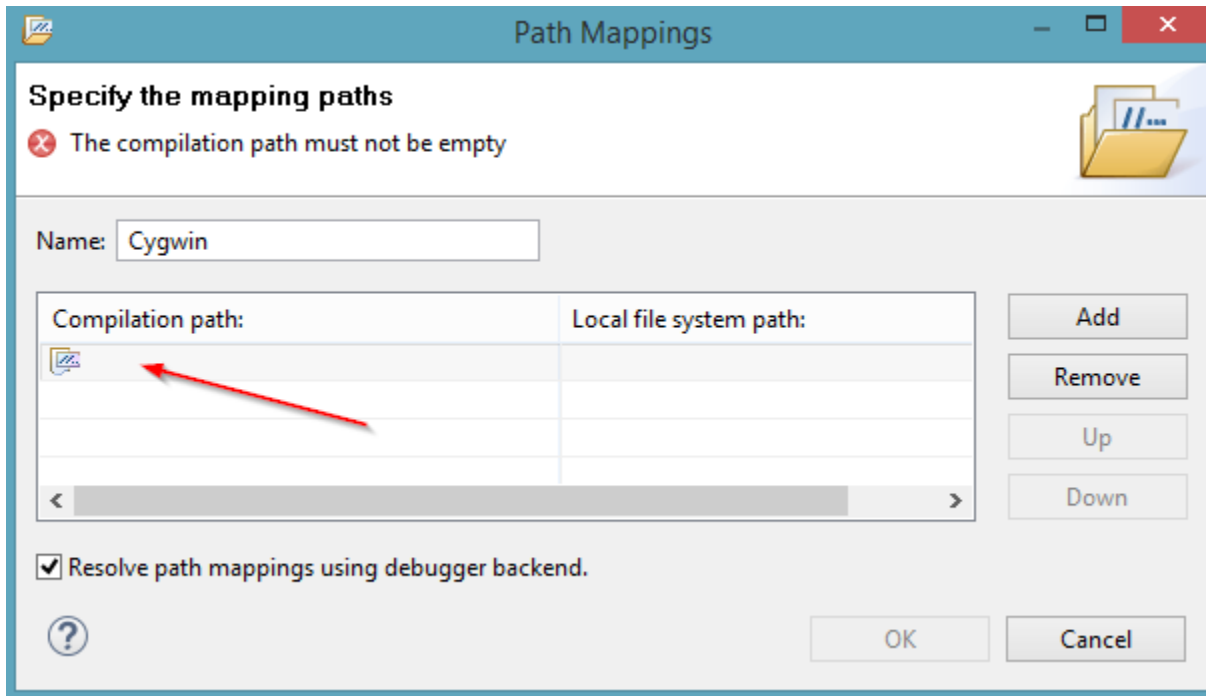 Path Mappings
Specify the mapping paths
The compilation path must not be empty
Name: Cygwin
Compilation path: Local file system path:
Add
Remove
Up
Down
Resolve path mappings using debugger backend.
OK Cancel